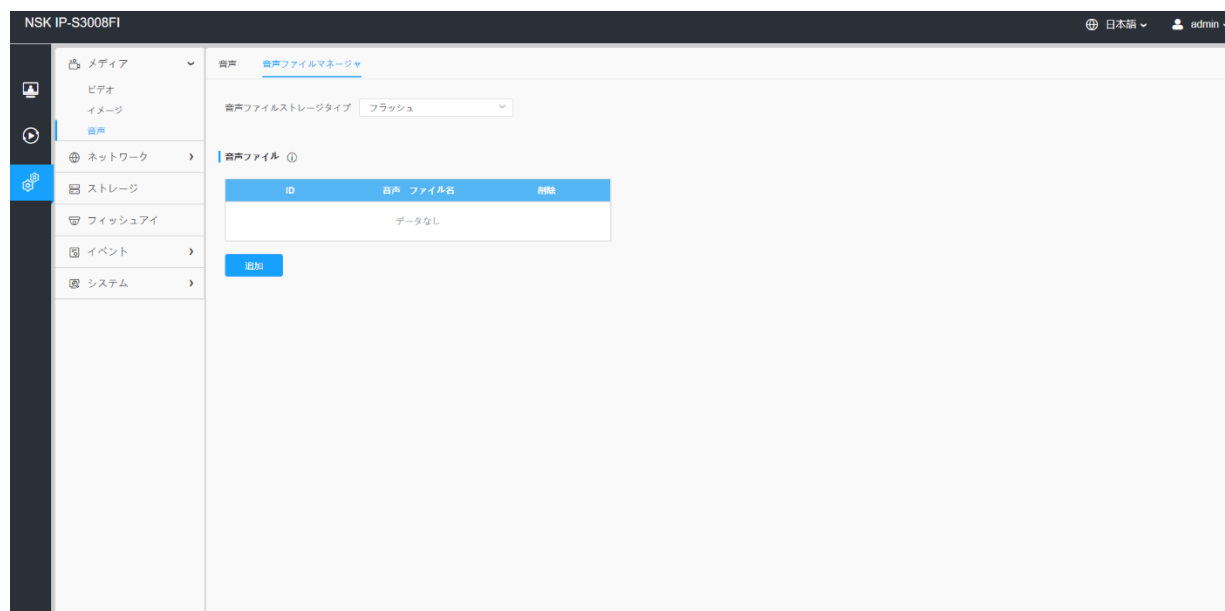 NSK IP-S3008FI
日本語
admin
メディア
ビデオ
イメージ
音声
ネットワーク
ストレージ
フィッシュアイ
イベント
システム
音声
音声ファイルマネージャ
音声ファイルストレージタイプ フラッシュ
音声ファイル
ID 音声 ファイル名 削除
データなし
追加